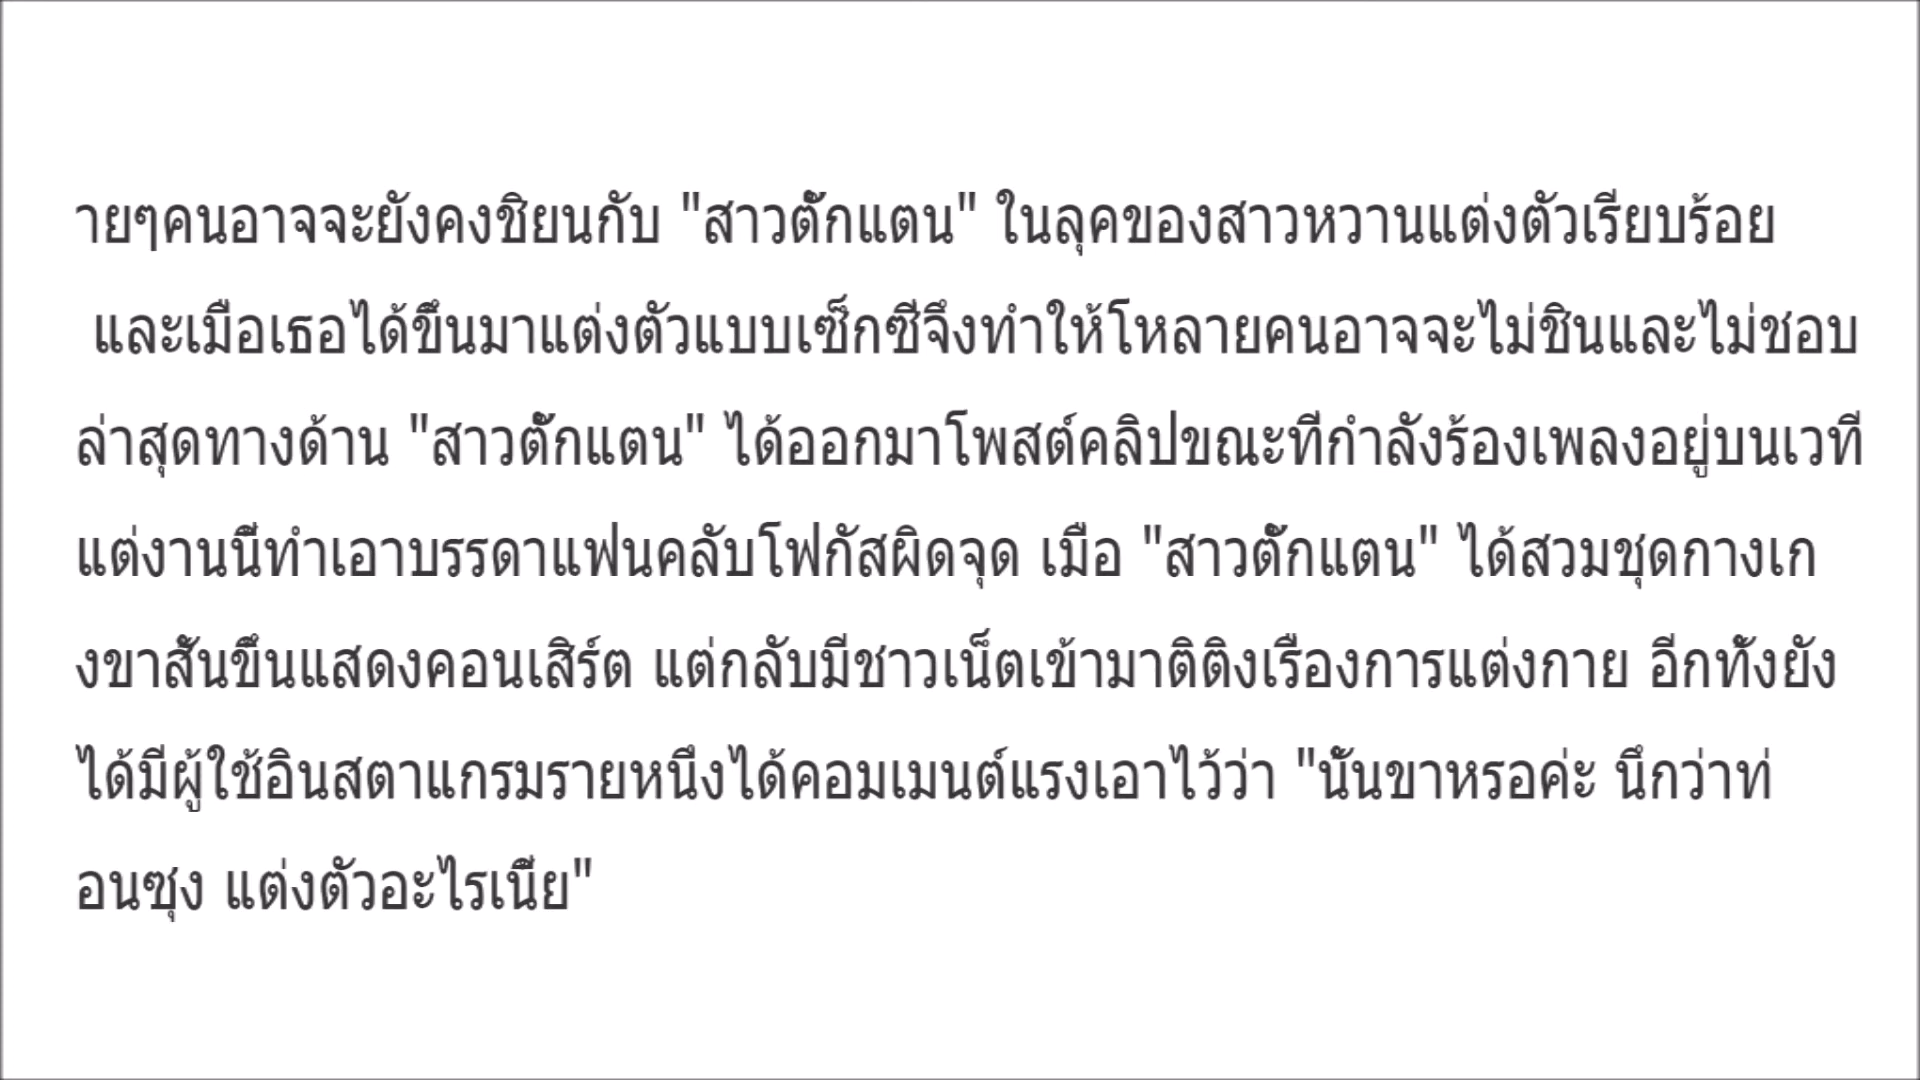 ายๆคนอาจจะยังคงชิยนกับ "สาวตั๊กแตน" ในลุคของสาวหวานแต่งตัวเรียบร้อย
และเมื่อเธอได้ขึ้นมาแต่งตัวแบบเซ็กซี่จึงทำให้โหลายคนอาจจะไม่ชินและไม่ชอบ
ล่าสุดทางด้าน "สาวตั๊กแตน" ได้ออกมาโพสต์คลิปขณะที่กำลังร้องเพลงอยู่บนเวที
แต่งานนี้ทำเอาบรรดาแฟนคลับโฟกัสผิดจุด เมื่อ "สาวตั๊กแตน" ได้สวมชุดกางเก
งขาสั้นขึ้นแสดงคอนเสิร์ต แต่กลับมีชาวเน็ตเข้ามาติติงเรื่องการแต่งกาย อีกทั้งยัง
ได้มีผู้ใช้อินสตาแกรมรายหนึ่งได้คอมเมนต์แรงเอาไว้ว่า "นั้นขาหรอค่ะ นึกว่าท่
อนซุง แต่งตัวอะไรเนี่ย"